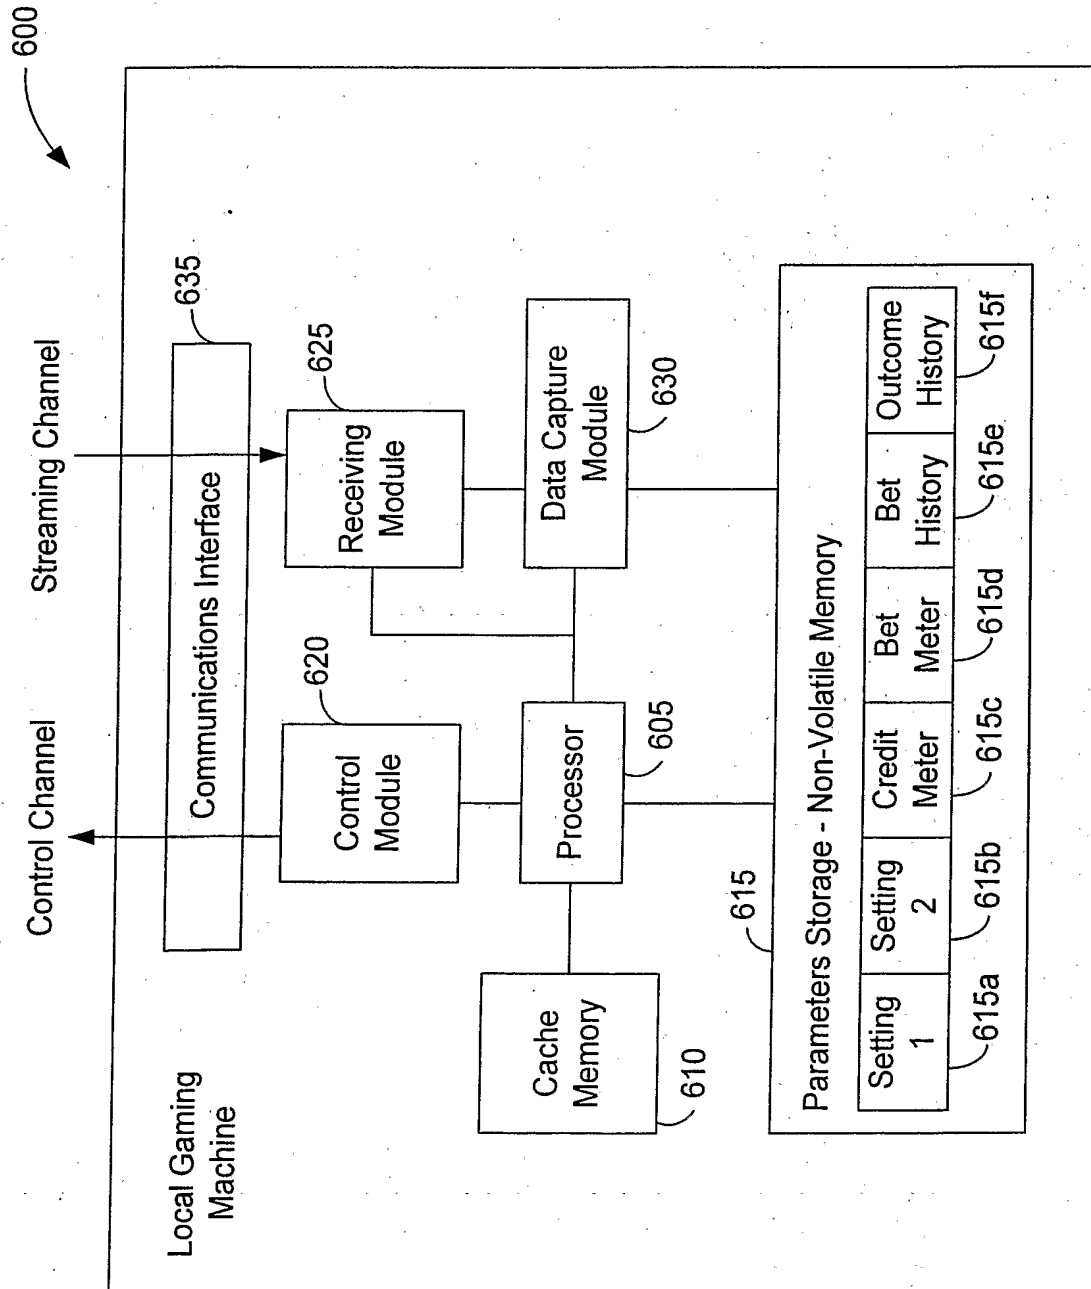 600
Local Gaming
Machine
Control Channel
Streaming Channel
Communications Interface
635
Control
Module
620
Receiving
Module
625
Cache
Memory
610
Processor
605
Data Capture
Module
630
615
Parameters Storage - Non-Volatile Memory
Setting
1
Setting
2
Credit
Meter
Bet
Meter
Bet
History
Outcome
History
615a
615b
615c
615d
615e
615f